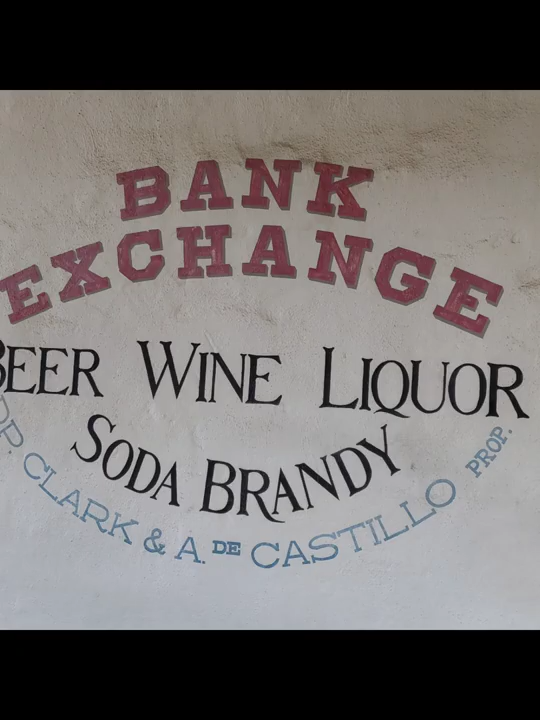 BANK
EXCHANGE
BEER WINE LIQUOR
SODA BRANDY
CLARK & A. DE CASTILLO PROP.